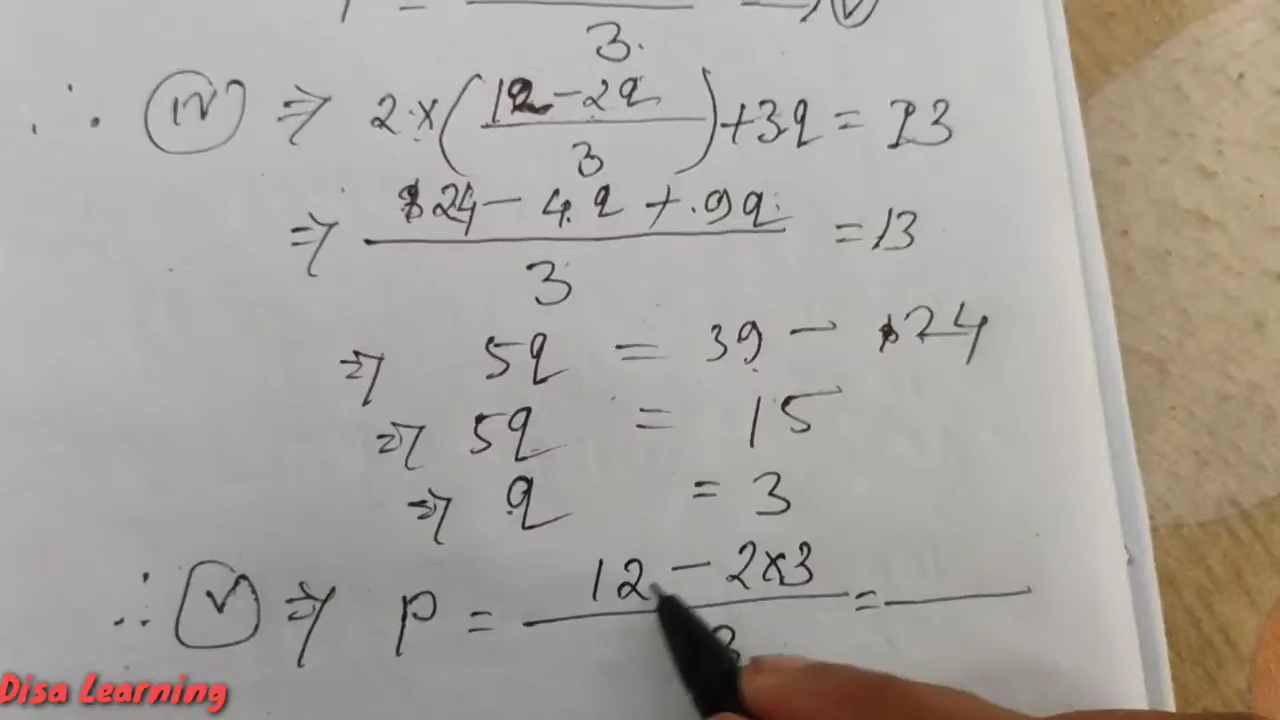 3
∴ (iv) ⇒ 2 × (12 − 2q / 3) + 3q = 13
⇒ 24 − 4q + 9q / 3 = 13
⇒ 5q = 39 − 24
⇒ 5q = 15
⇒ q = 3
∴ (v) ⇒ p = 12 − 2×3 / 3 =
Disa Learning